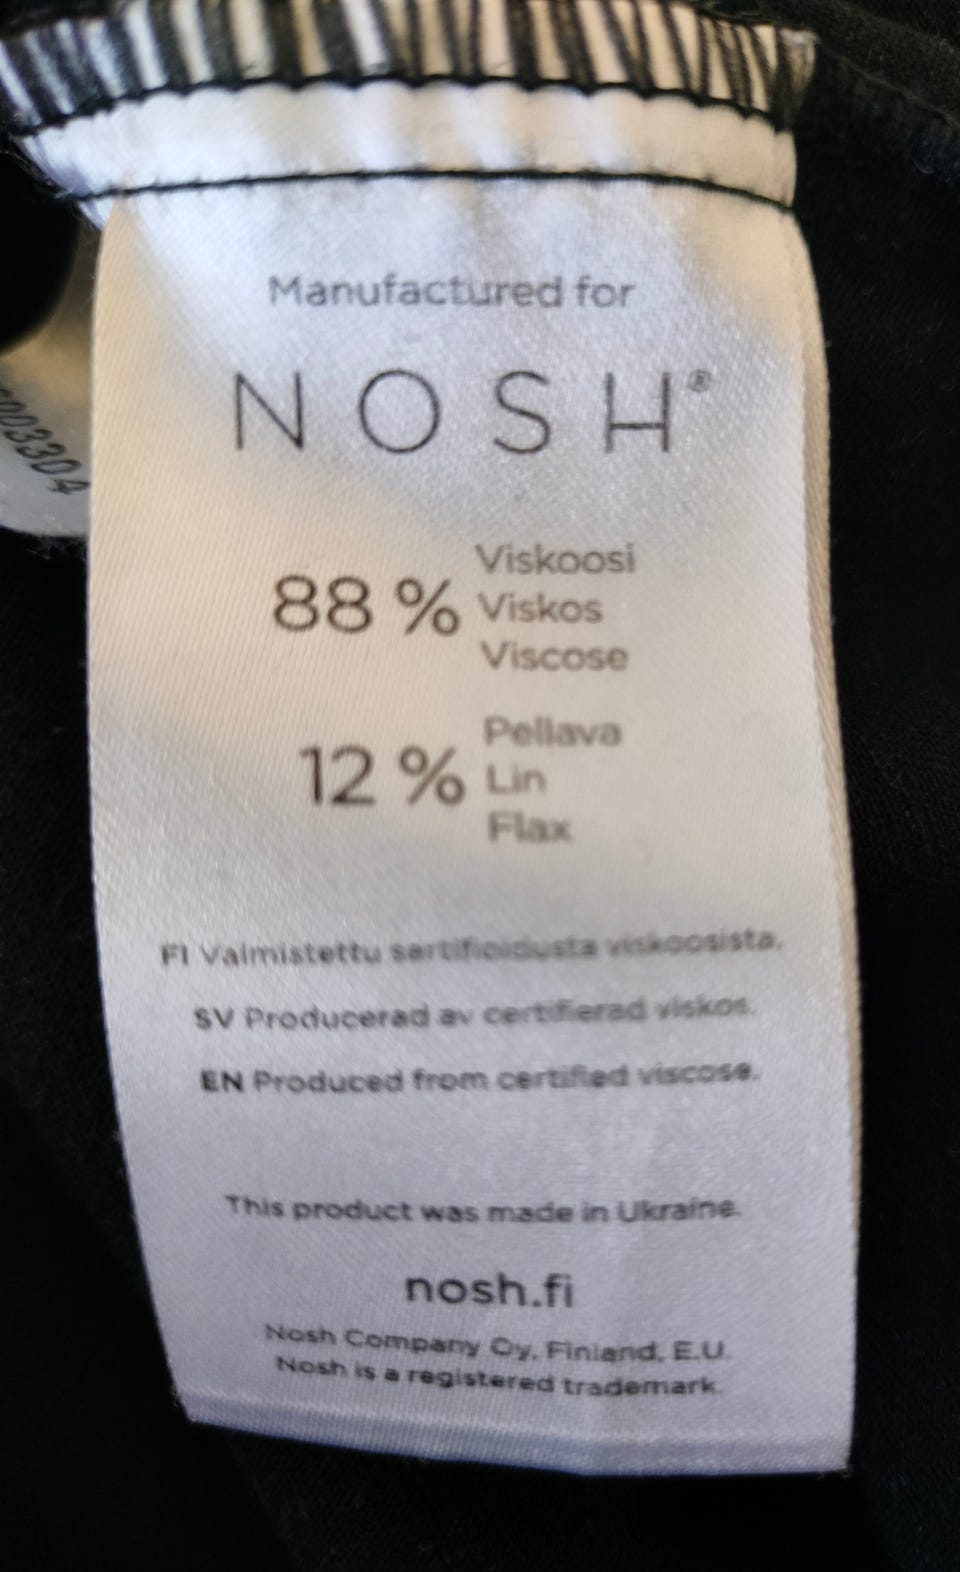 Manufactured for
NOSH®
88 % Viskoosi
Viskos
Viscose
12 % Pellava
Lin
Flax
FI Valmistettu sertifioidusta viskoosista.
SV Producerad av certifierad viskos.
EN Produced from certified viscose.
This product was made in Ukraine.
nosh.fi
Nosh Company Oy, Finland, E.U.
Nosh is a registered trademark.